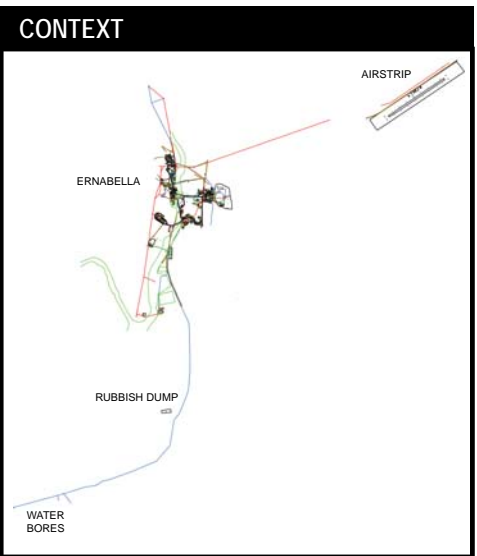 CONTEXT
AIRSTRIP
ERNABELLA
RUBBISH DUMP
WATER
BORES